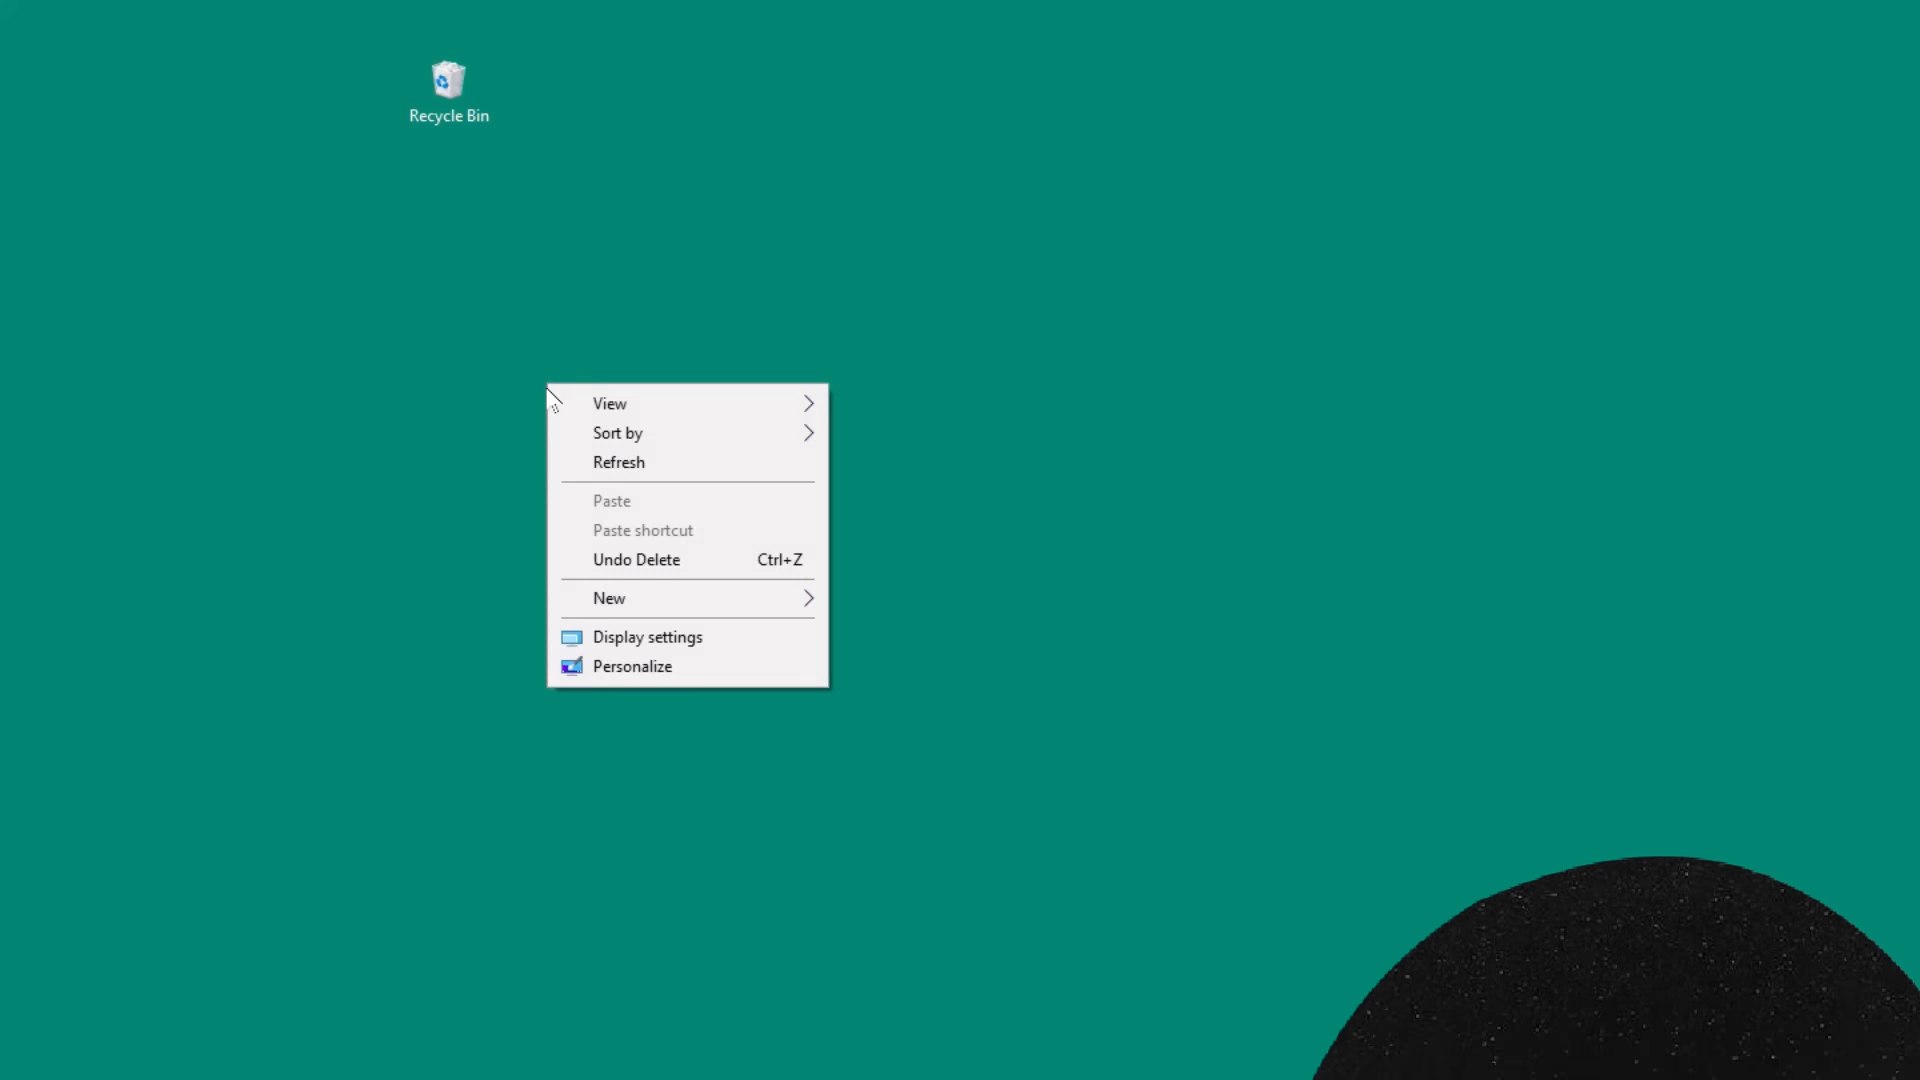 Recycle Bin
View
Sort by
Refresh
Paste
Paste shortcut
Undo Delete Ctrl+Z
New
Display settings
Personalize